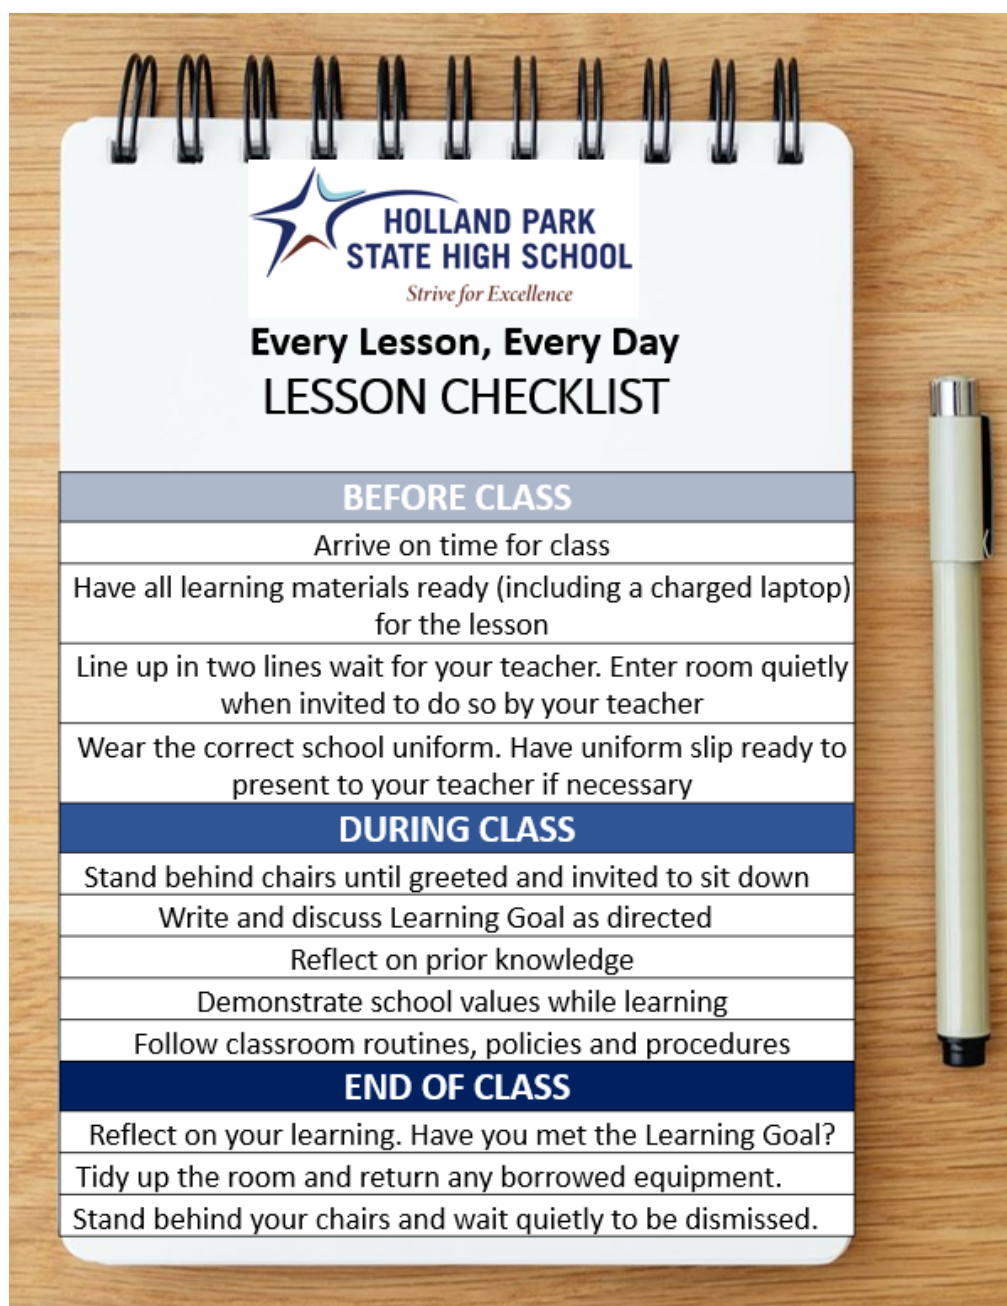 HOLLAND PARK
STATE HIGH SCHOOL
Strive for Excellence
Every Lesson, Every Day
LESSON CHECKLIST
BEFORE CLASS
Arrive on time for class
Have all learning materials ready (including a charged laptop)
for the lesson
Line up in two lines wait for your teacher. Enter room quietly
when invited to do so by your teacher
Wear the correct school uniform. Have uniform slip ready to
present to your teacher if necessary
DURING CLASS
Stand behind chairs until greeted and invited to sit down
Write and discuss Learning Goal as directed
Reflect on prior knowledge
Demonstrate school values while learning
Follow classroom routines, policies and procedures
END OF CLASS
Reflect on your learning. Have you met the Learning Goal?
Tidy up the room and return any borrowed equipment.
Stand behind your chairs and wait quietly to be dismissed.